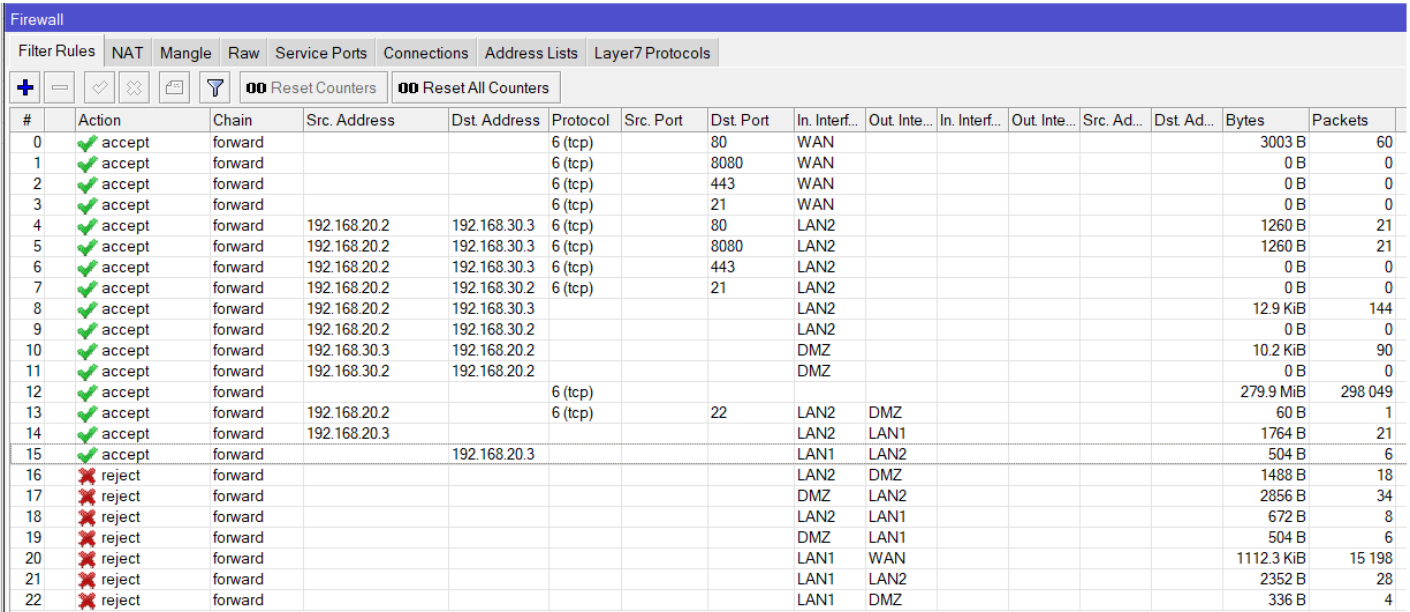 Firewall
Filter Rules NAT Mangle Raw Service Ports Connections Address Lists Layer7 Protocols
00 Reset Counters 00 Reset All Counters
# Action Chain Src. Address Dst. Address Protocol Src. Port Dst. Port In. Interf... Out. Inte... In. Interf... Out. Inte... Src. Ad... Dst. Ad... Bytes Packets
0 accept forward 6 (tcp) 80 WAN 3003 B 60
1 accept forward 6 (tcp) 8080 WAN 0 B 0
2 accept forward 6 (tcp) 443 WAN 0 B 0
3 accept forward 6 (tcp) 21 WAN 0 B 0
4 accept forward 192.168.20.2 192.168.30.3 6 (tcp) 80 LAN2 1260 B 21
5 accept forward 192.168.20.2 192.168.30.3 6 (tcp) 8080 LAN2 1260 B 21
6 accept forward 192.168.20.2 192.168.30.3 6 (tcp) 443 LAN2 0 B 0
7 accept forward 192.168.20.2 192.168.30.2 6 (tcp) 21 LAN2 0 B 0
8 accept forward 192.168.20.2 192.168.30.3 LAN2 12.9 KiB 144
9 accept forward 192.168.20.2 192.168.30.2 LAN2 0 B 0
10 accept forward 192.168.30.3 192.168.20.2 DMZ 10.2 KiB 90
11 accept forward 192.168.30.2 192.168.20.2 DMZ 0 B 0
12 accept forward 6 (tcp) 279.9 MiB 298 049
13 accept forward 192.168.20.2 6 (tcp) 22 LAN2 DMZ 60 B 1
14 accept forward 192.168.20.3 LAN2 LAN1 1764 B 21
15 accept forward 192.168.20.3 LAN1 LAN2 504 B 6
16 reject forward LAN2 DMZ 1488 B 18
17 reject forward DMZ LAN2 2856 B 34
18 reject forward LAN2 LAN1 672 B 8
19 reject forward DMZ LAN1 504 B 6
20 reject forward LAN1 WAN 1112.3 KiB 15 198
21 reject forward LAN1 LAN2 2352 B 28
22 reject forward LAN1 DMZ 336 B 4